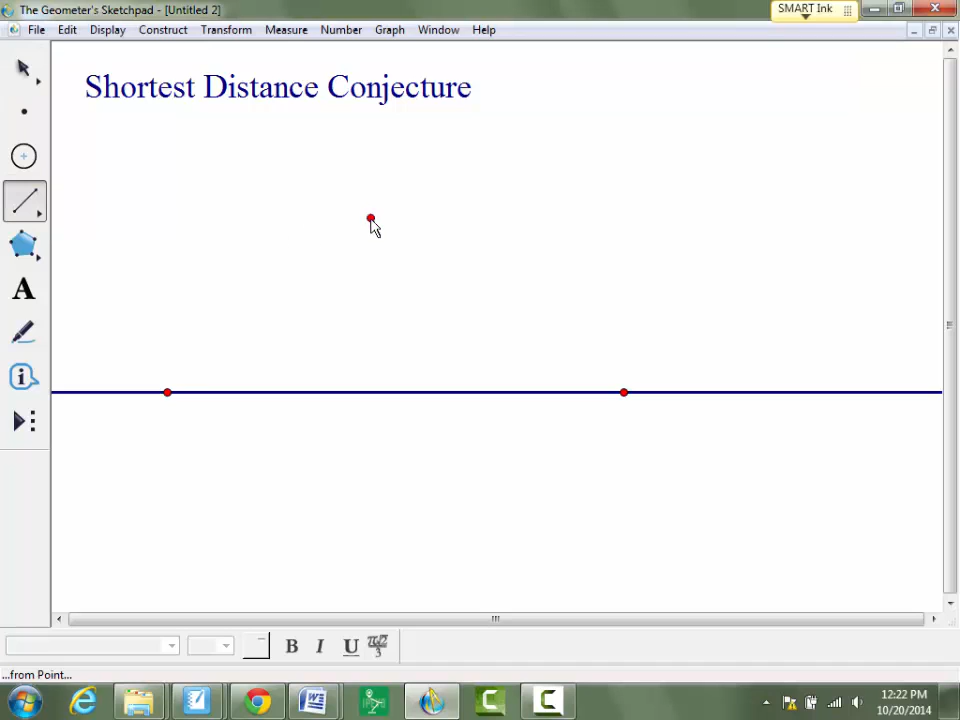 The Geometer's Sketchpad - [Untitled 2]
SMART Ink
File Edit Display Construct Transform Measure Number Graph Window Help
Shortest Distance Conjecture
A
i
B I U
...from Point...
W
C C
12:22 PM
10/20/2014